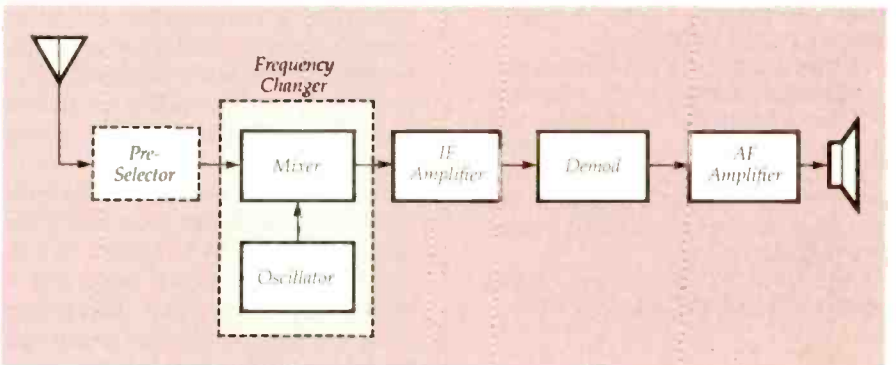 Frequency
Changer
Pre-
Selector
Mixer
IF
Amplifier
Demod
AF
Amplifier
Oscillator